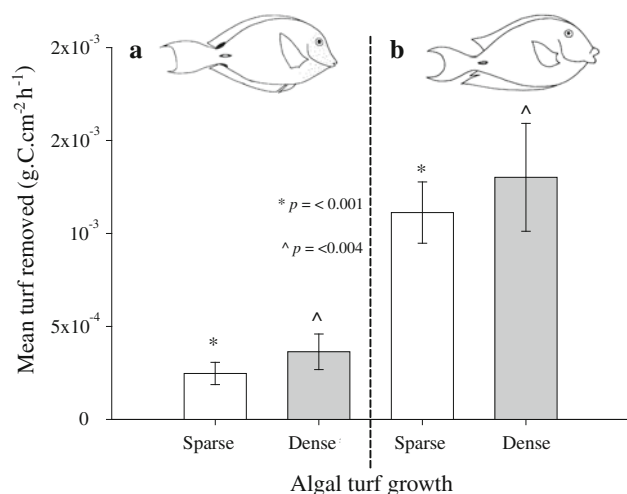 a
b
2x10-3
2x10-3
10-3
5x10-4
0
Mean turf removed (g.C.cm-2 h-1)
*
^
*
^
* p = < 0.001
^ p = <0.004
Sparse
Dense
Sparse
Dense
Algal turf growth